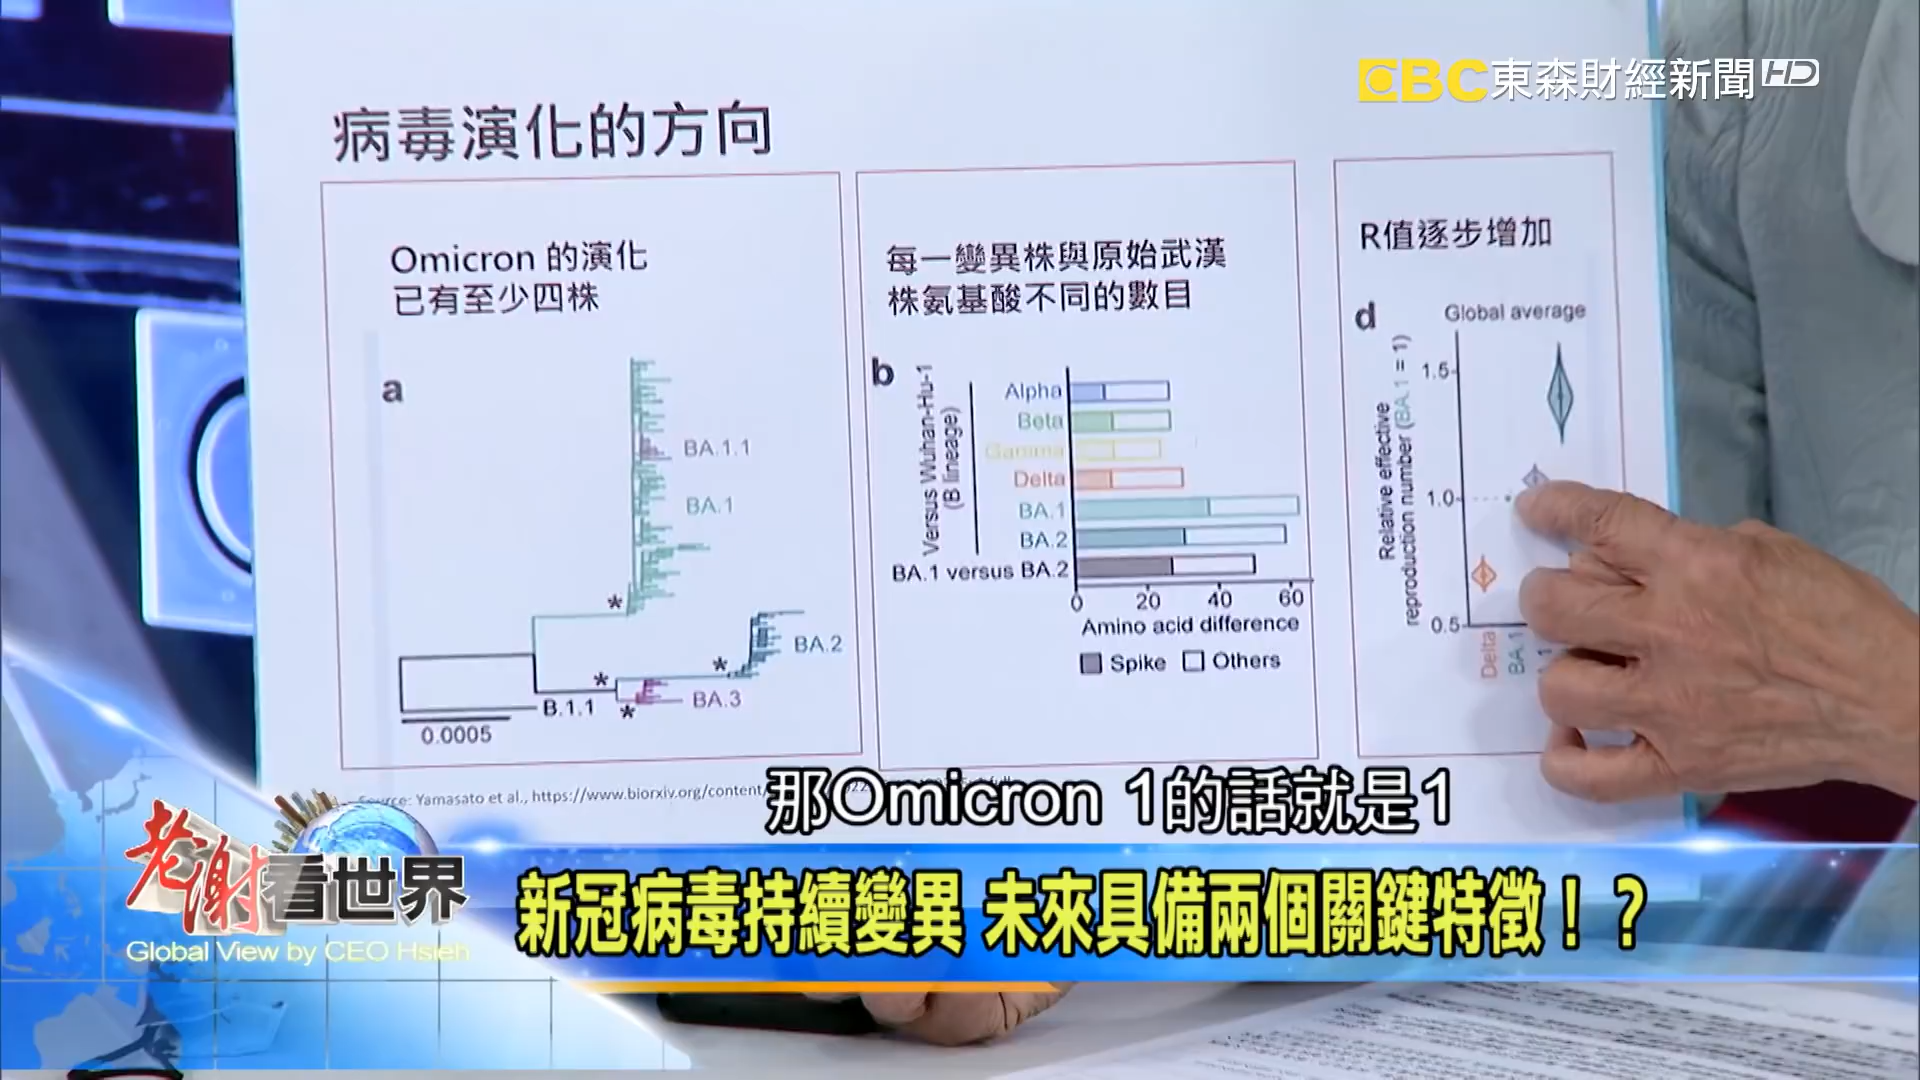 EBC東森財經新聞HD
病毒演化的方向
Omicron 的演化
已有至少四株
a
BA.1.1
BA.1
BA.2
BA.3
B.1.1
0.0005
*
*
*
*
每一變異株與原始武漢
株氨基酸不同的數目
b
Versus Wuhan-Hu-1
(B lineage)
Alpha
Beta
Gamma
Delta
BA.1
BA.2
BA.1 versus BA.2
0 20 40 60
Amino acid difference
Spike Others
R值逐步增加
d
Global average
Relative effective
reproduction number (BA.1 = 1)
1.5
1.0
0.5
Delta
BA.1
Source: Yamasato et al., https://www.biorxiv.org/content/
那Omicron 1的話就是1
老謝看世界
Global View by CEO Hsieh
新冠病毒持續變異 未來具備兩個關鍵特徵！？